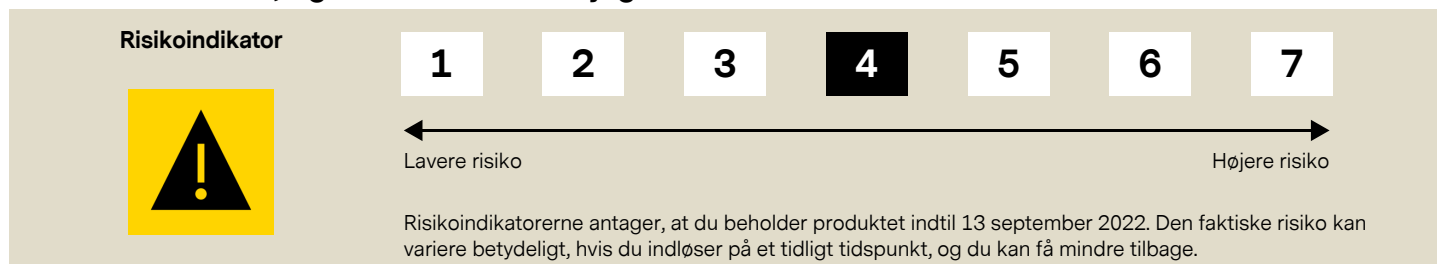 Risikoindikator
1 2 3 4 5 6 7
Lavere risiko Højere risiko
Risikoindikatorerne antager, at du beholder produktet indtil 13 september 2022. Den faktiske risiko kan
variere betydeligt, hvis du indløser på et tidligt tidspunkt, og du kan få mindre tilbage.